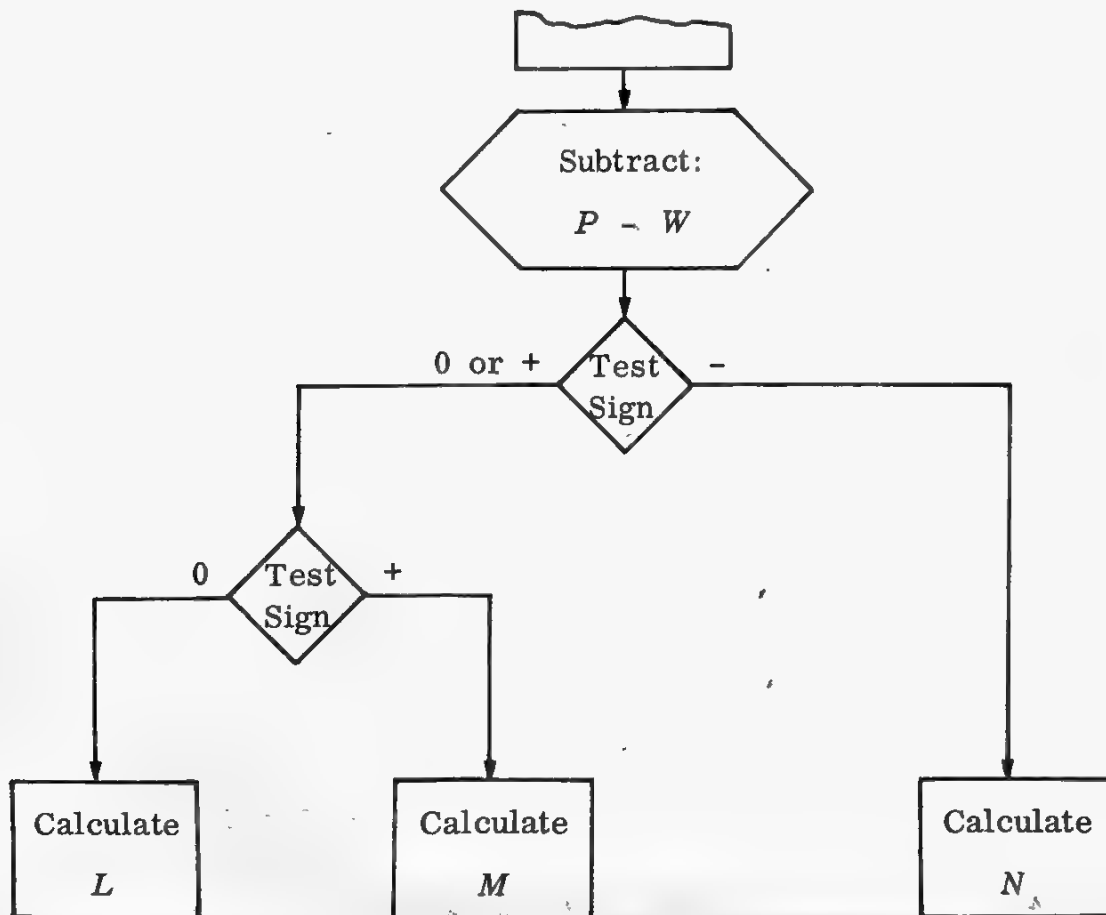 Subtract:
P - W
0 or +
Test
Sign
-
0
Test
Sign
+
Calculate
L
Calculate
M
Calculate
N